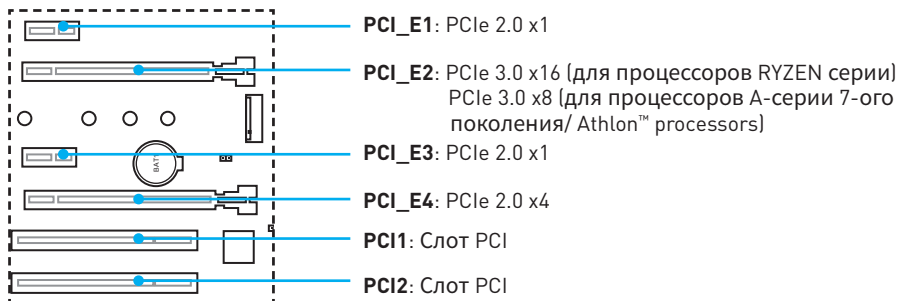 PCI_E1: PCIe 2.0 x1
PCI_E2: PCIe 3.0 x16 (для процессоров RYZEN серии)
PCIe 3.0 x8 (для процессоров A-серии 7-ого
поколения/ Athlon™ processors)
BATT
PCI_E3: PCIe 2.0 x1
PCI_E4: PCIe 2.0 x4
PCI1: Слот PCI
PCI2: Слот PCI